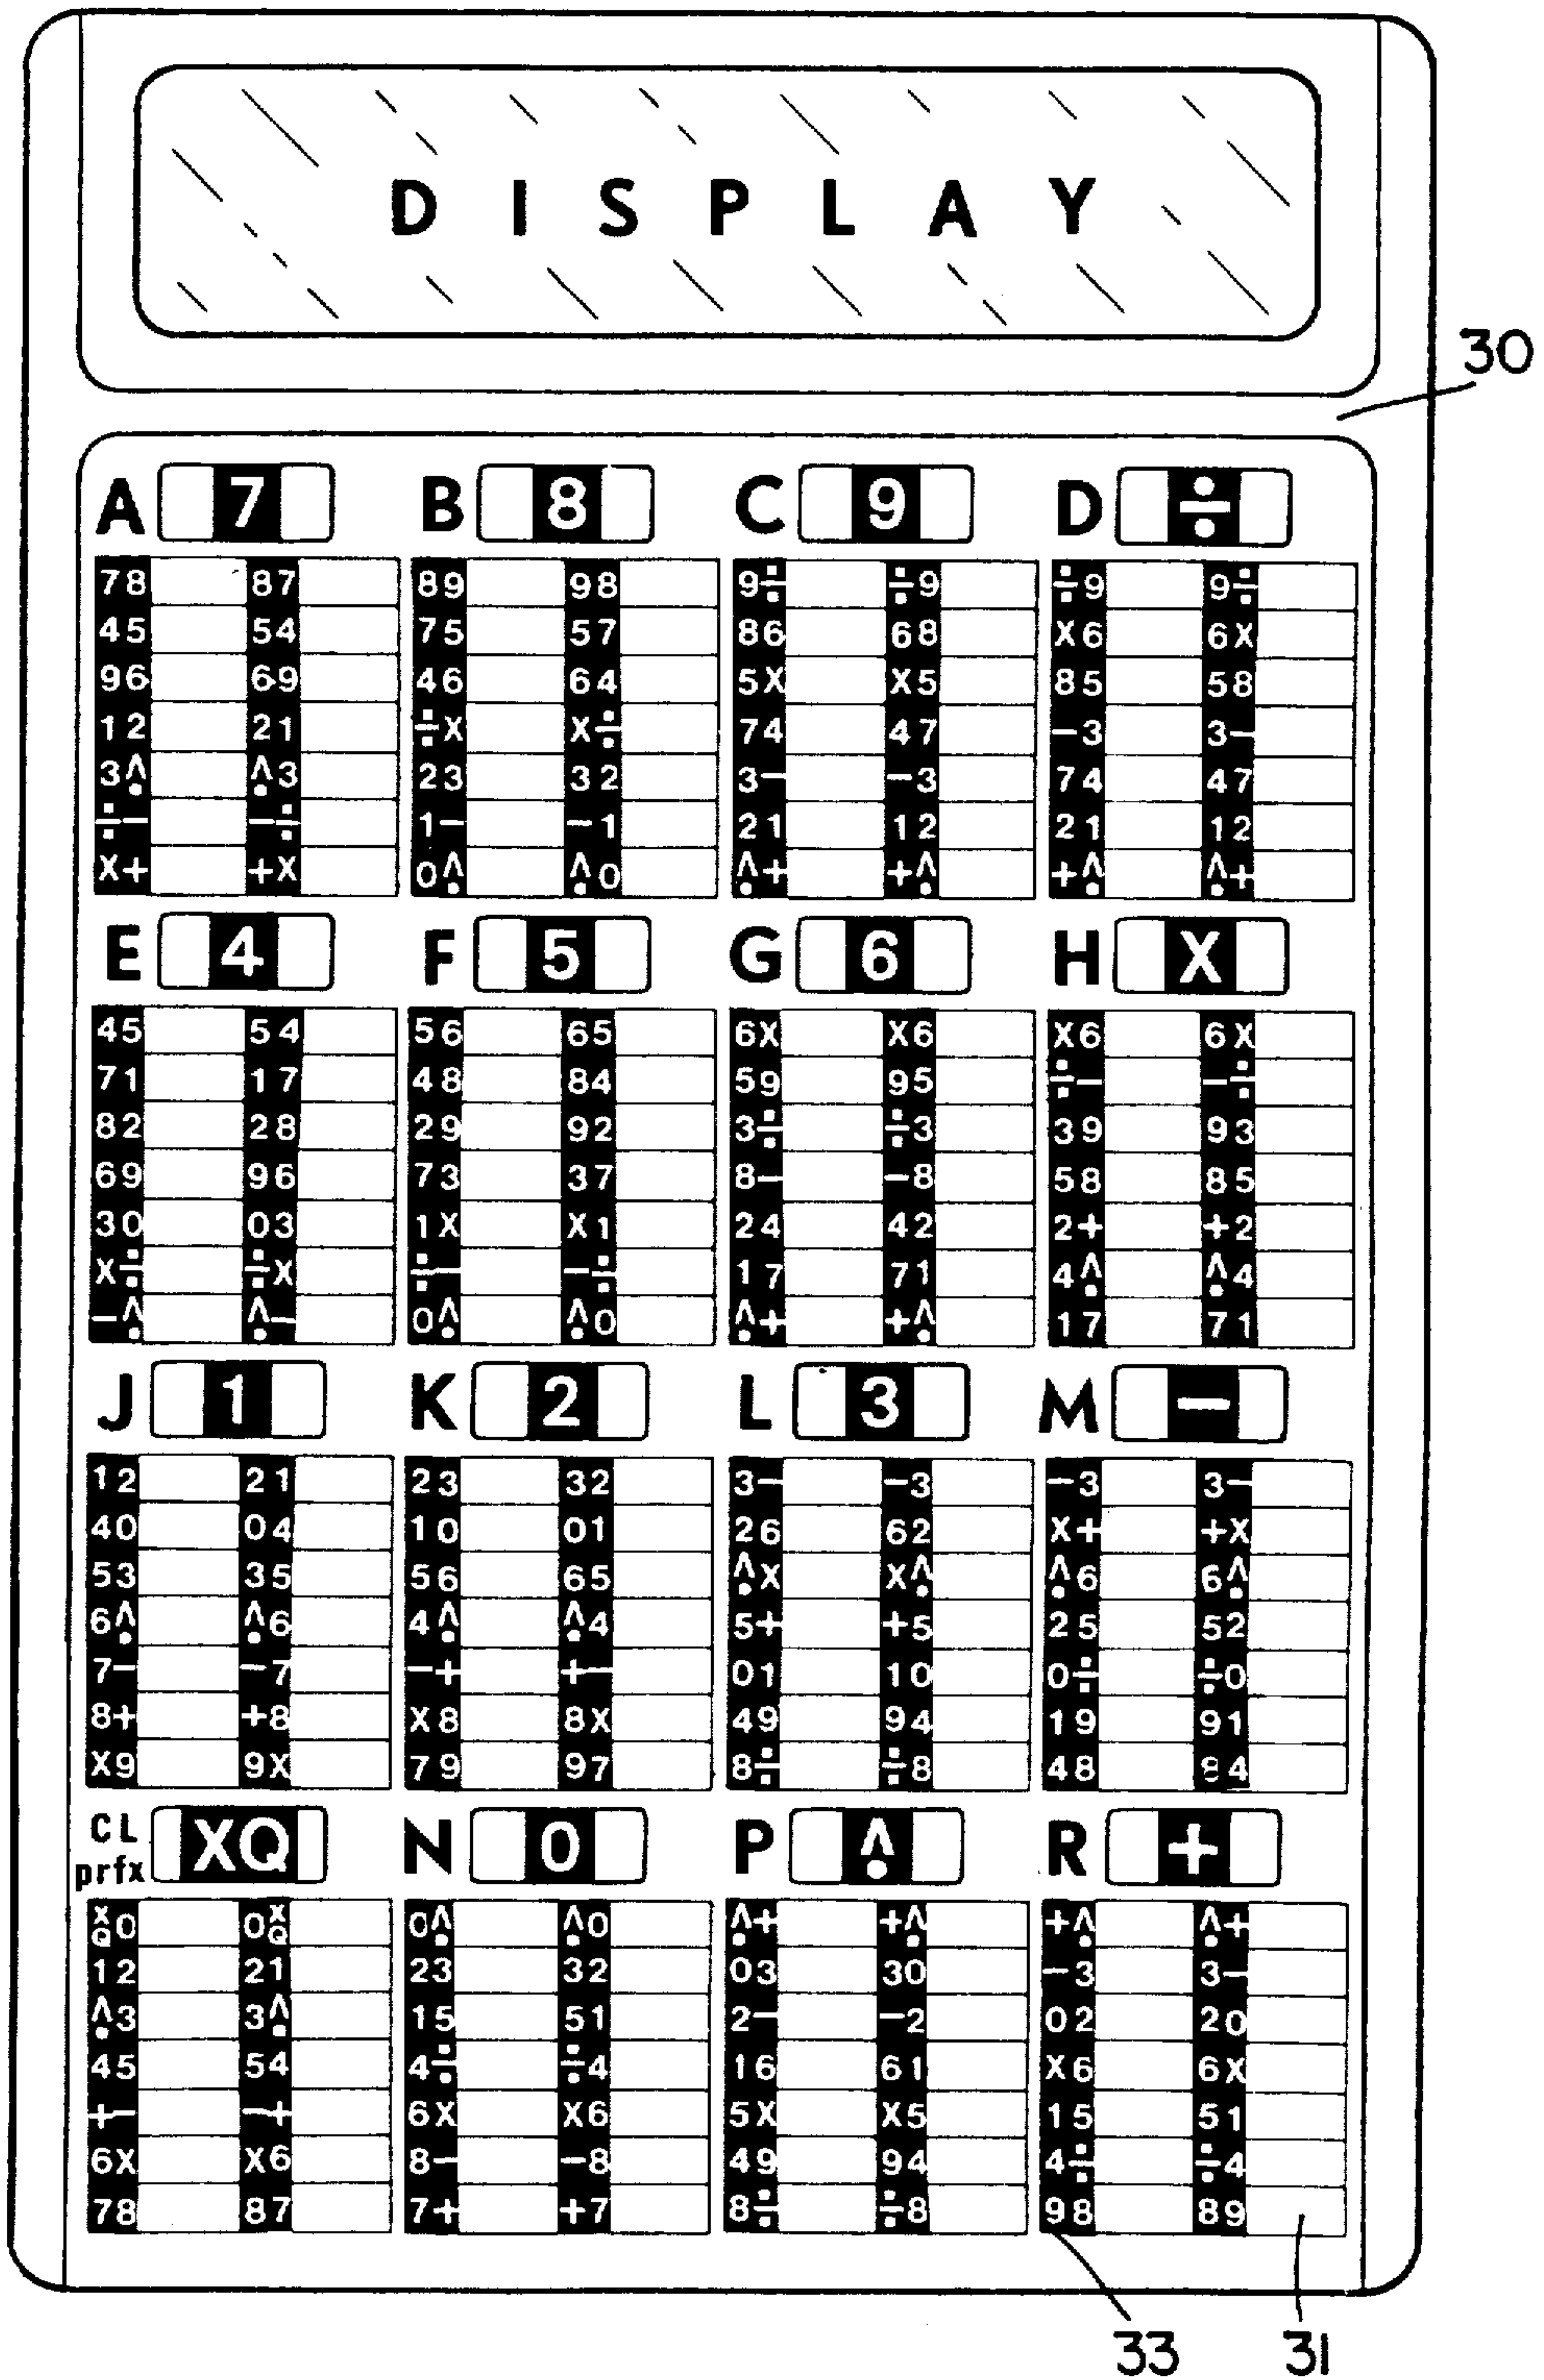 D I S P L A Y
30
A 7 B 8 C 9 D ÷
78 87 89 98 9÷ ÷9 ÷9 9÷
45 54 75 57 86 68 X6 6X
96 69 46 64 5X X5 85 58
12 21 ÷X X÷ 74 47 -3 3-
3^. ^.3 23 32 3- -3 74 47
÷- -÷ 1- -1 21 12 21 12
X+ +X 0^. ^.0 ^.+ +^. +^. ^.+
E 4 F 5 G 6 H X
45 54 56 65 6X X6 X6 6X
71 17 48 84 59 95 ÷- -÷
82 28 29 92 3÷ ÷3 39 93
69 96 73 37 8- -8 58 85
30 03 1X X1 24 42 2+ +2
X÷ ÷X ÷- -÷ 17 71 4^. ^.4
-^. ^.- 0^. ^.0 ^.+ +^. 17 71
J 1 K 2 L 3 M -
12 21 23 32 3- -3 -3 3-
40 04 10 01 26 62 X+ +X
53 35 56 65 ^.X X^. ^.6 6^.
6^. ^.6 4^. ^.4 5+ +5 25 52
7- -7 -+ +- 01 10 0÷ ÷0
8+ +8 X8 8X 49 94 19 91
X9 9X 79 97 8÷ ÷8 48 84
CL prfx XQ N 0 P ^. R +
XQ0 0XQ 0^. ^.0 ^.+ +^. +^. ^.+
12 21 23 32 03 30 -3 3-
^.3 3^. 15 51 2- -2 02 20
45 54 4÷ ÷4 16 61 X6 6X
+- -+ 6X X6 5X X5 15 51
6X X6 8- -8 49 94 4÷ ÷4
78 87 7+ +7 8÷ ÷8 98 89
33 31